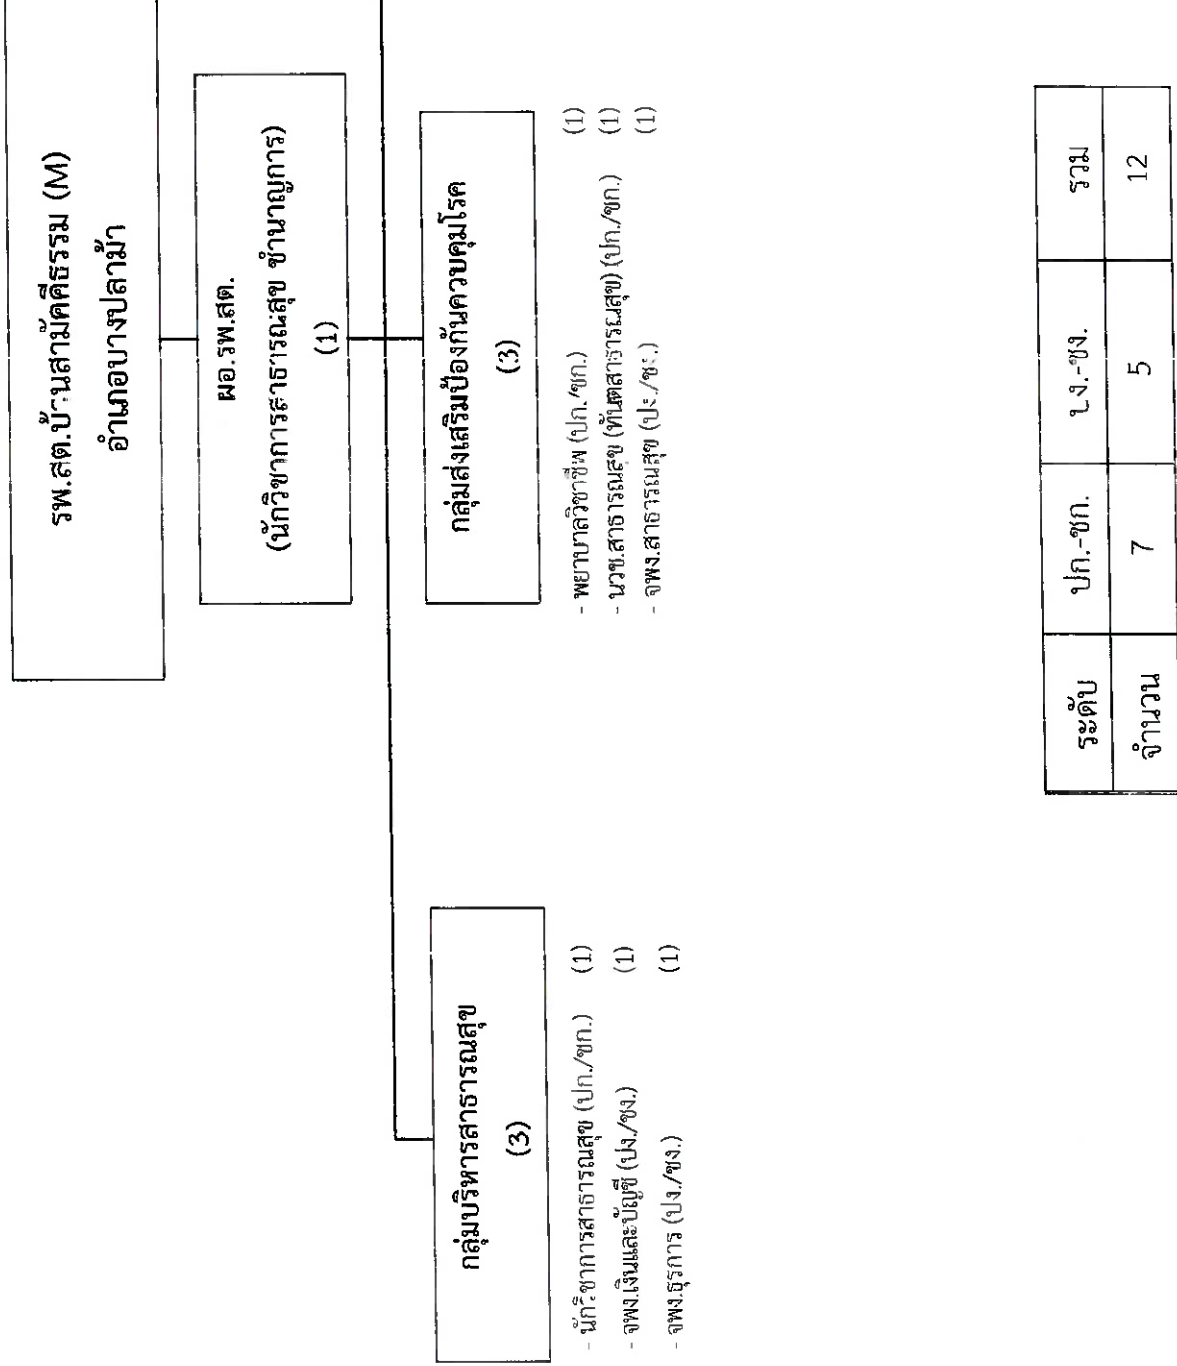 รพ.สต.บ้านสามัคคีธรรม (M)
อำเภอบางปลาม้า
ผอ.รพ.สต.
(นักวิชาการสาธารณสุข ชำนาญการ)
(1)
กลุ่มบริหารสาธารณสุข
(3)
- นักวิชาการสาธารณสุข (ปก./ชก.) (1)
- จพง.เงินและบัญชี (ปง./ชง.) (1)
- จพง.ธุรการ (ปง./ชง.) (1)
กลุ่มส่งเสริมป้องกันควบคุมโรค
(3)
- พยาบาลวิชาชีพ (ปก./ชก.) (1)
- นวช.สาธารณสุข (ทันตสาธารณสุข) (ปก./ชก.) (1)
- จพง.สาธารณสุข (ปง./ชง.) (1)
ระดับ ปก.-ชก. ปง.-ชง. รวม
จำนวน 7 5 12